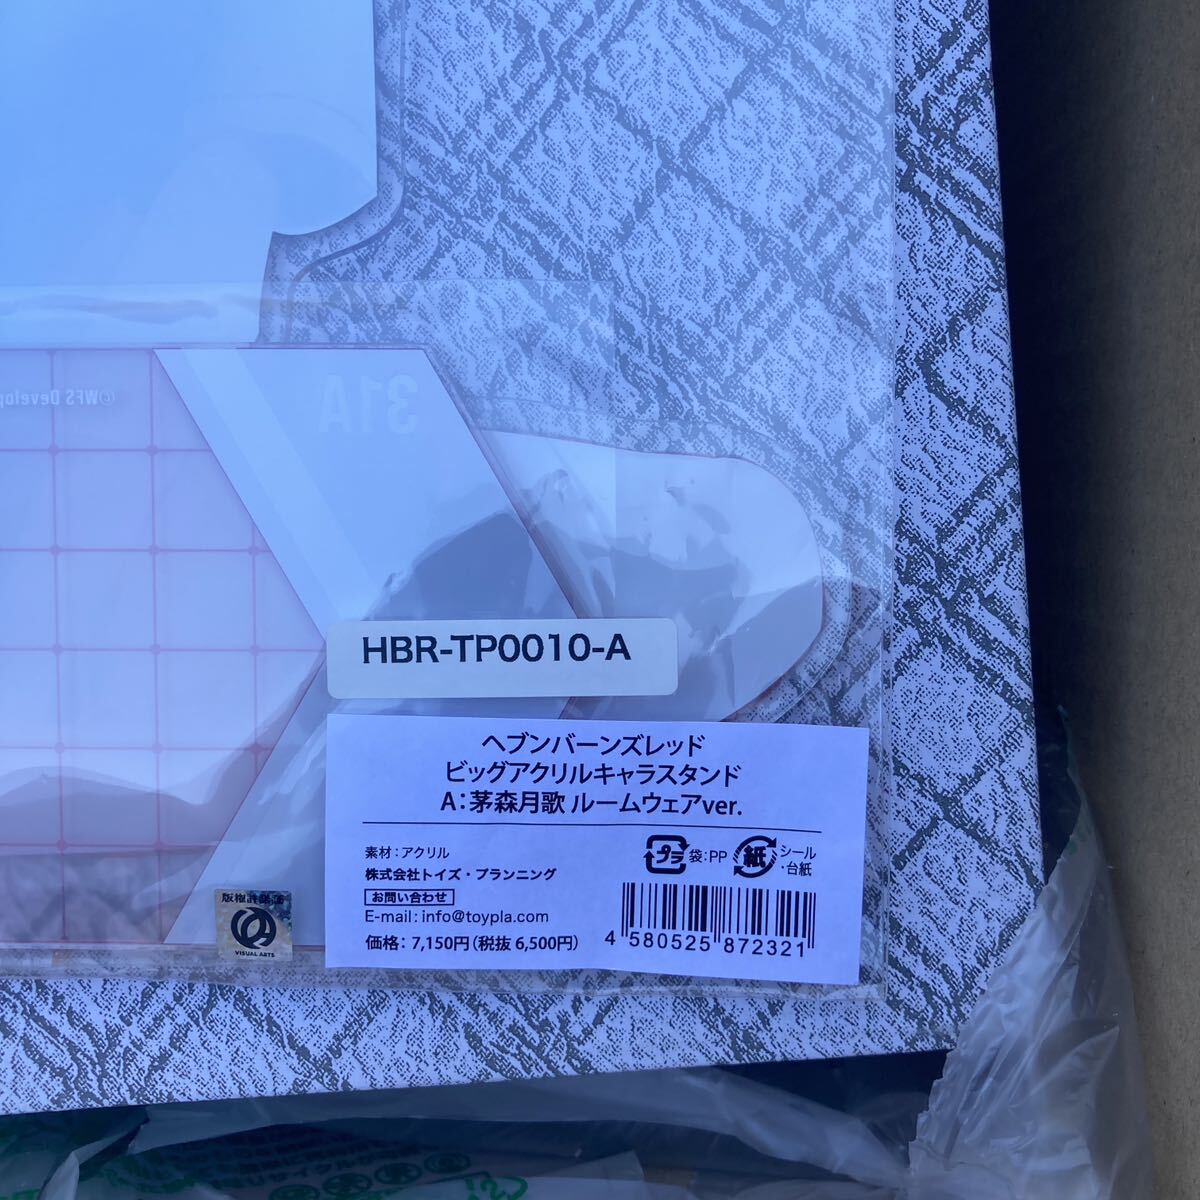 ©WFS Develop
31A
HBR-TP0010-A
ヘブンバーンズレッド
ビッグアクリルキャラスタンド
A：茅森月歌 ルームウェアver.
素材：アクリル
株式会社トイズ・プランニング
お問い合わせ
E-mail : info@toypla.com
価格：7,150円（税抜 6,500円）
プラ 袋：PP
紙 シール・台紙
4 580525 872321
版権許諾証
VISUAL ARTS